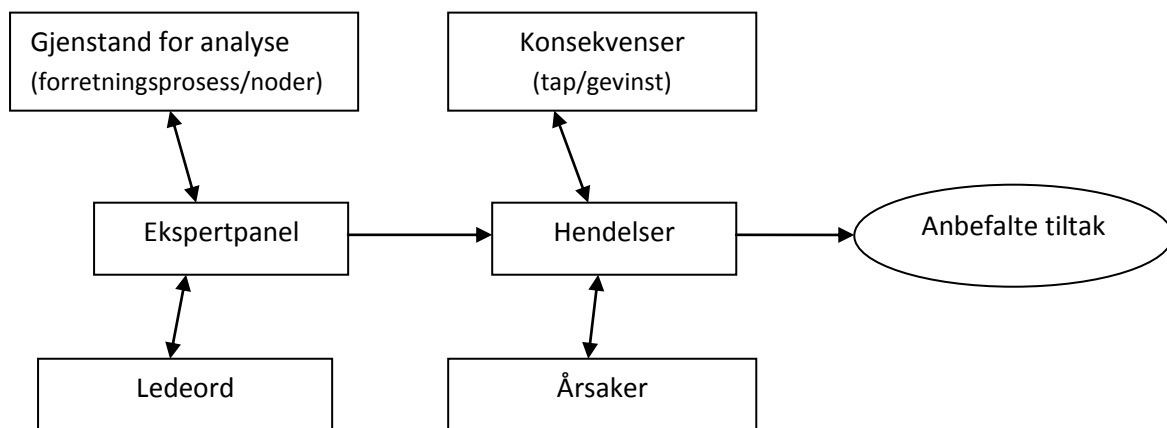 Gjenstand for analyse
(forretningsprosess/noder)
Konsekvenser
(tap/gevinst)
Ekspertpanel
Hendelser
Anbefalte tiltak
Ledeord
Årsaker